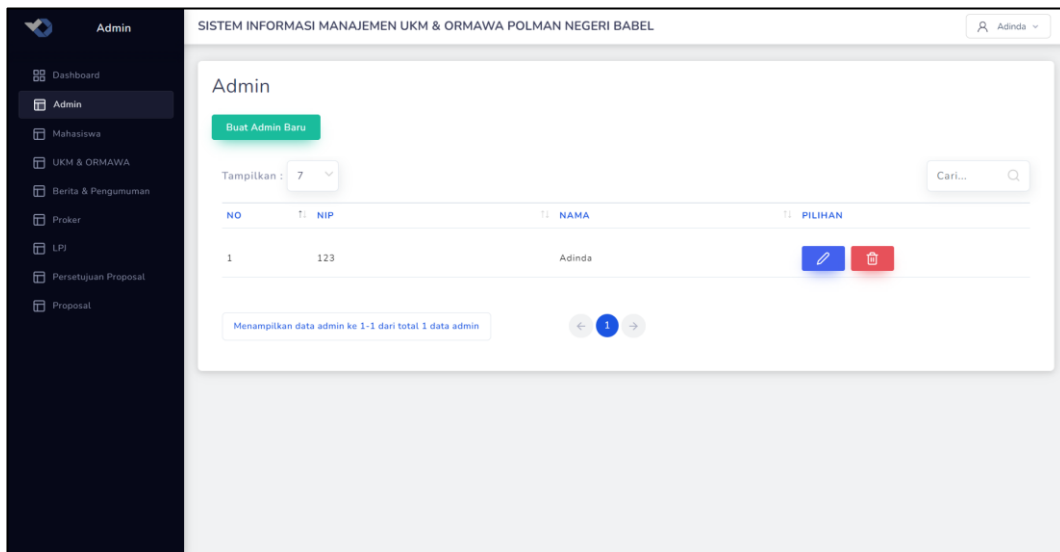 Admin
SISTEM INFORMASI MANAJEMEN UKM & ORMAWA POLMAN NEGERI BABEL
Adinda
Dashboard
Admin
Mahasiswa
UKM & ORMAWA
Berita & Pengumuman
Proker
LPJ
Persetujuan Proposal
Proposal
Admin
Buat Admin Baru
Tampilkan : 7
Cari...
NO NIP NAMA PILIHAN
1 123 Adinda
Menampilkan data admin ke 1-1 dari total 1 data admin
← 1 →